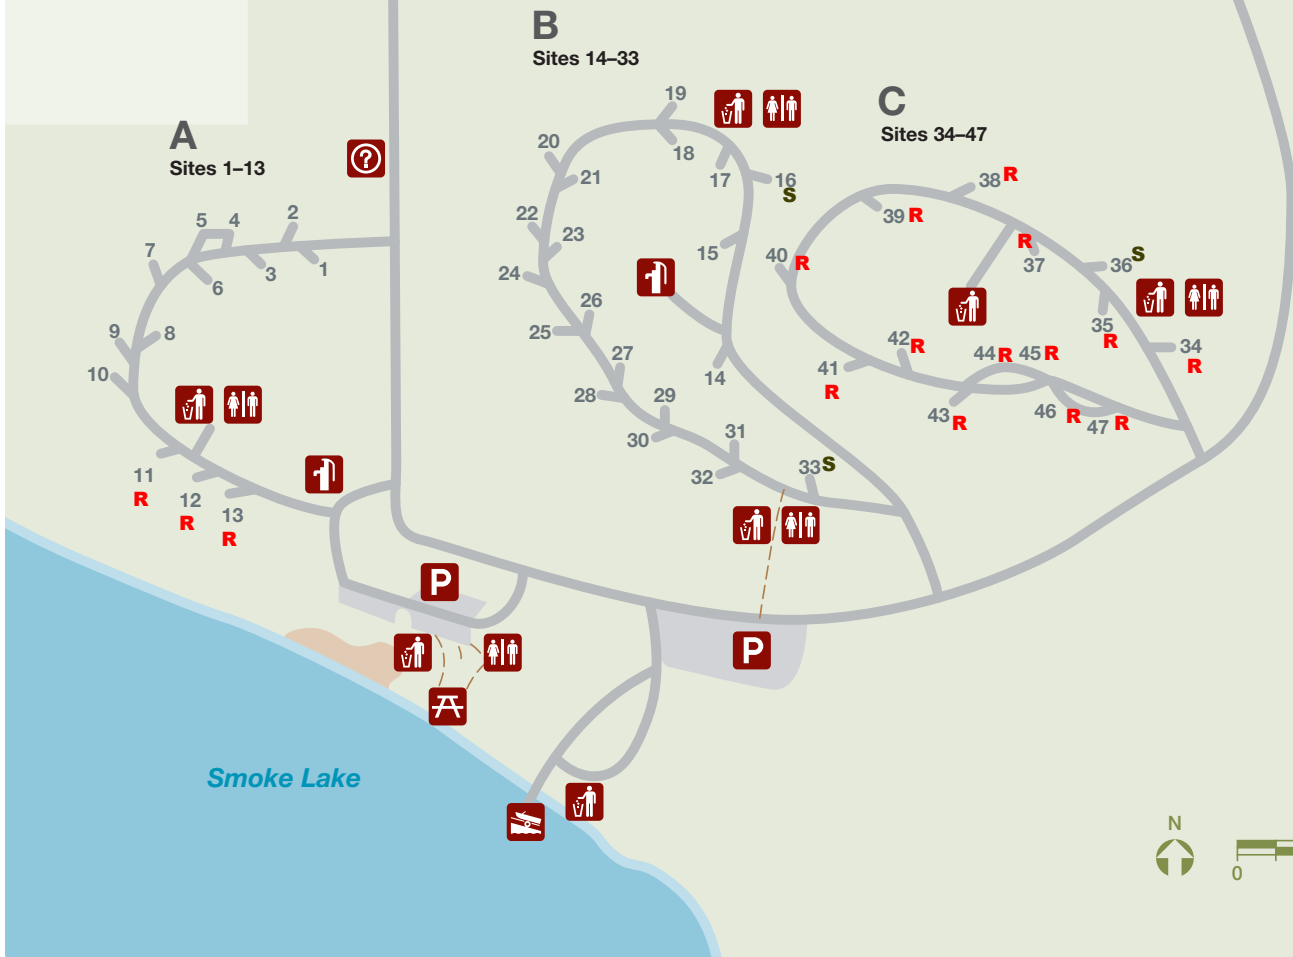 B
Sites 14–33
C
Sites 34–47
A
Sites 1–13
?
19
18
20
21
17
16
S
38 R
39 R
R
37
5
4
2
22
23
15
7
3
1
6
40 R
36 S
24
26
25
35
R
9
8
42 R
44 R
45 R
34
R
10
27
28
14
41
R
29
30
43 R
46 R
47 R
31
32
33 S
11
R
12
R
13
R
P
P
Smoke Lake
N
0